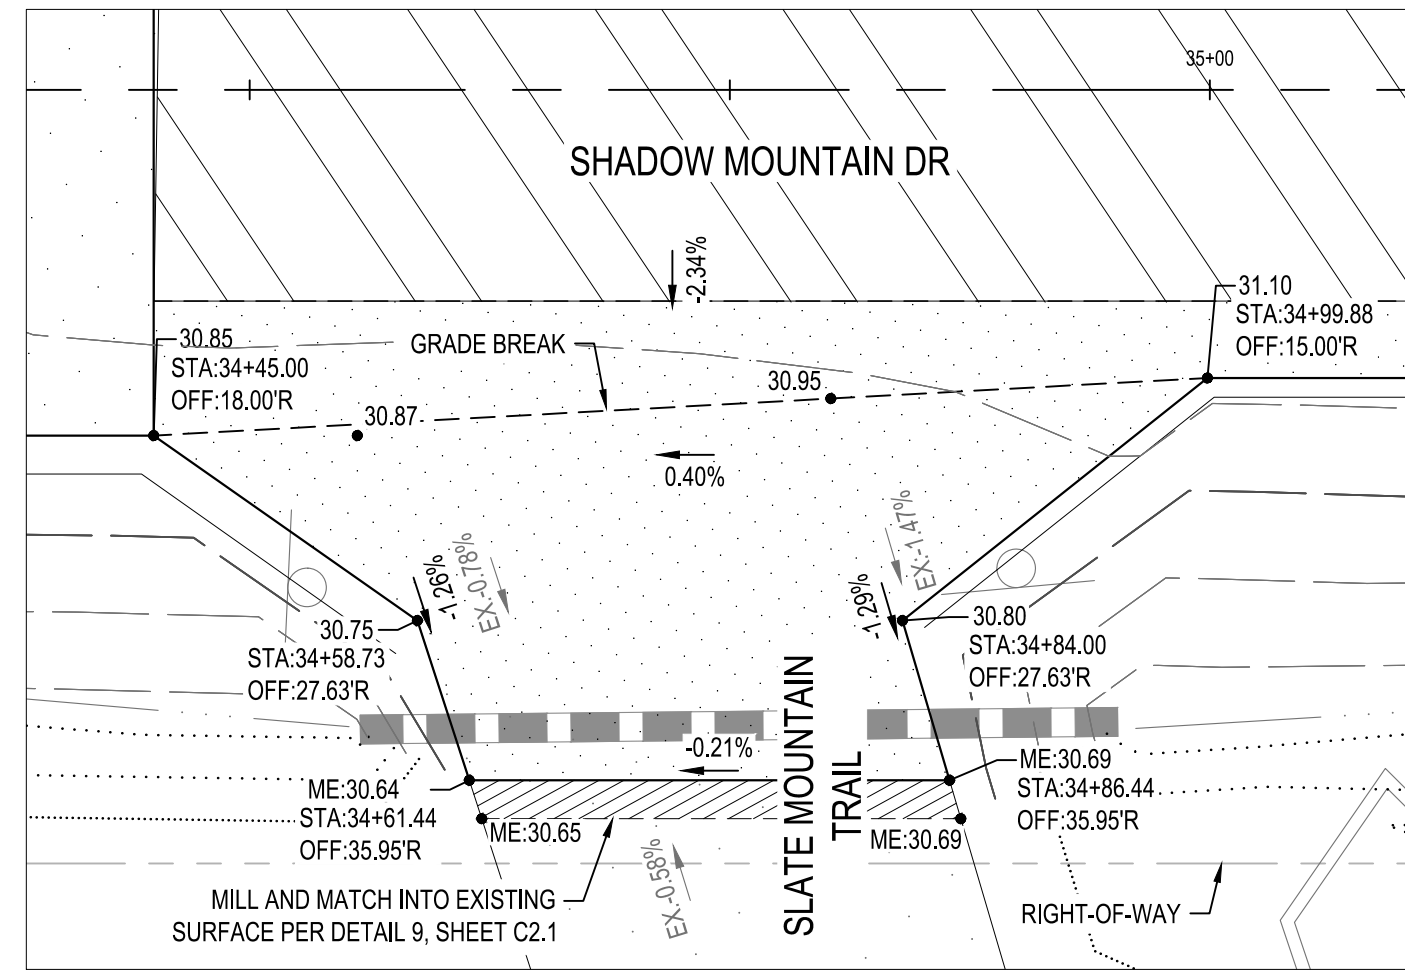 35+00
SHADOW MOUNTAIN DR
-2.34%
31.10
STA:34+99.88
OFF:15.00'R
30.85
STA:34+45.00
OFF:18.00'R
GRADE BREAK
30.95
30.87
0.40%
-1.26%
EX:-0.78%
EX:-1.47%
-1.29%
30.75
STA:34+58.73
OFF:27.63'R
30.80
STA:34+84.00
OFF:27.63'R
-0.21%
SLATE MOUNTAIN
TRAIL
ME:30.64
STA:34+61.44
OFF:35.95'R
ME:30.69
STA:34+86.44
OFF:35.95'R
ME:30.65
ME:30.69
EX:-0.58%
MILL AND MATCH INTO EXISTING
SURFACE PER DETAIL 9, SHEET C2.1
RIGHT-OF-WAY